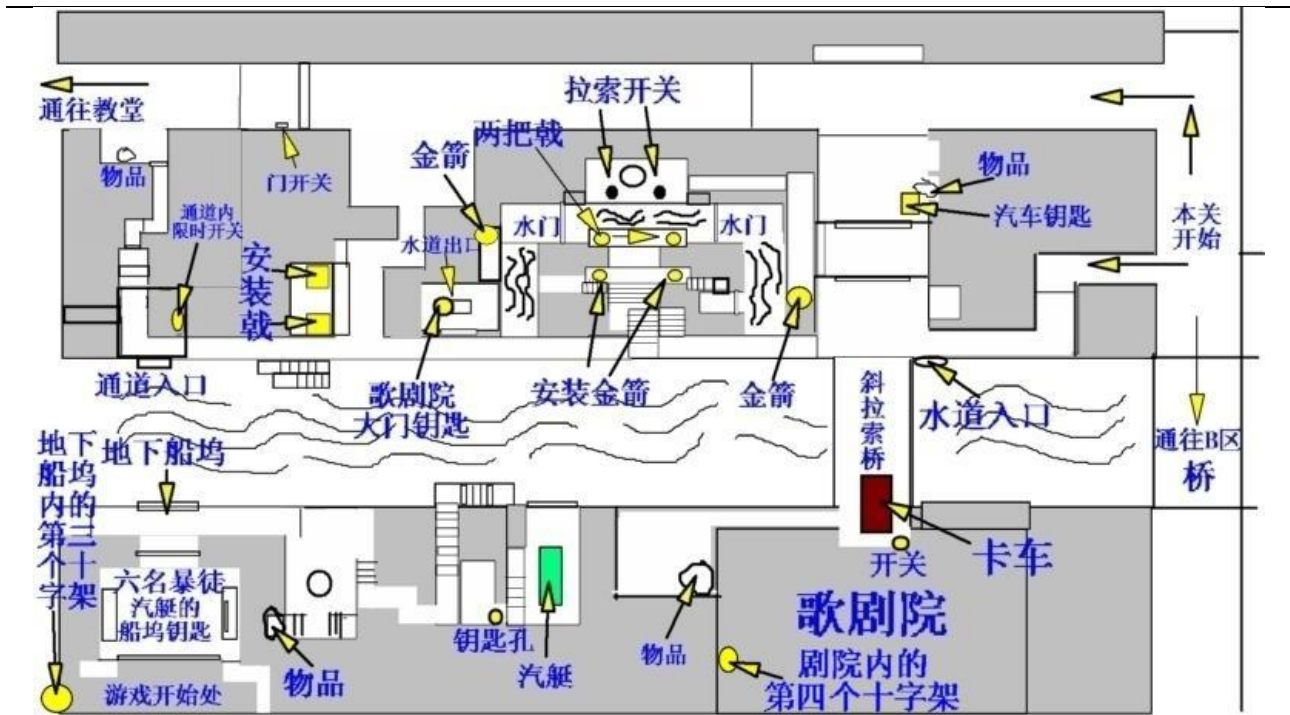 拉索开关
通往教堂
两把戟
金箭
物品
门开关
物品
汽车钥匙
本关
开始
通道内
限时开关
水门
水门
水道出口
安
装
戟
通道入口
歌剧院
大门钥匙
安装金箭
金箭
斜
拉
索
桥
水道入口
通往B区
桥
地下
船坞
内的
第三
个十
字架
地下船坞
六名暴徒
汽艇的
船坞钥匙
游戏开始处
物品
钥匙孔
汽艇
物品
开关
卡车
歌剧院
剧院内的
第四个十字架